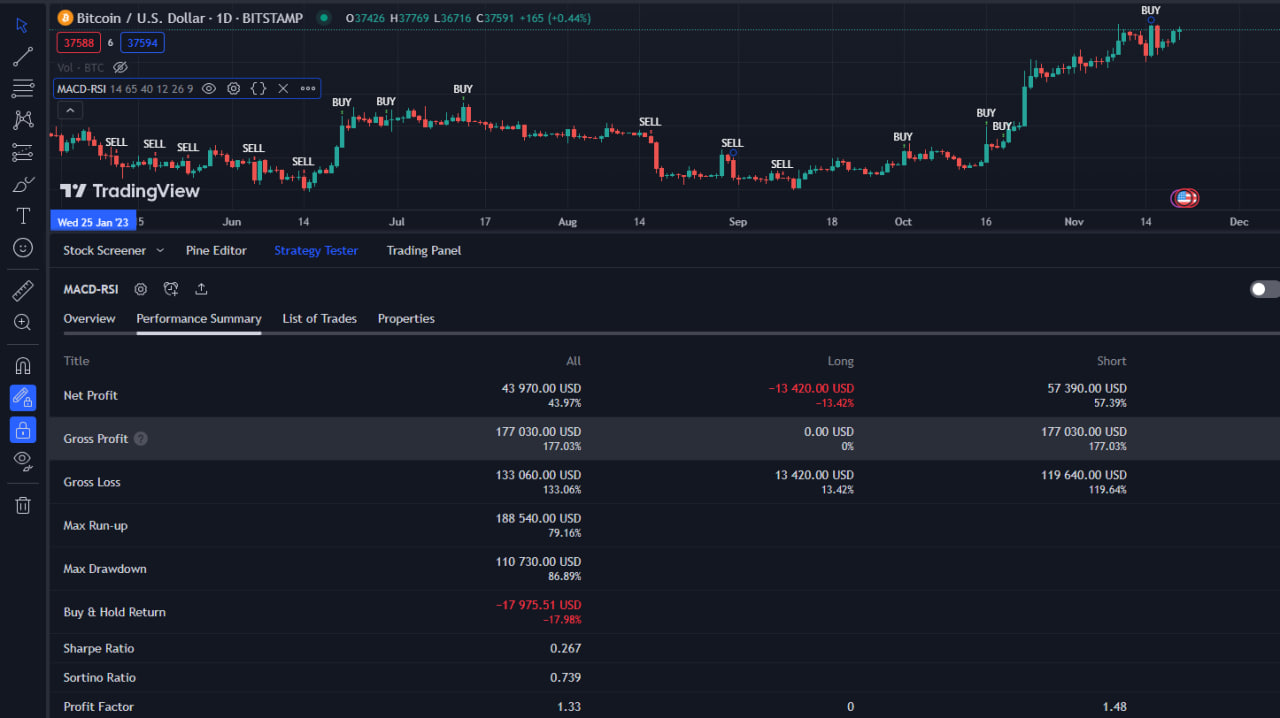 Bitcoin / U.S. Dollar · 1D · BITSTAMP O37426 H37769 L36716 C37591 +165 (+0.44%)
37588 6 37594
Vol · BTC
MACD-RSI 14 65 40 12 26 9
BUY
BUY
BUY
BUY
BUY
BUY
BUY
SELL
SELL
SELL
SELL
SELL
SELL
SELL
SELL
TradingView
Wed 25 Jan '23 5 Jun 14 Jul 17 Aug 14 Sep 18 Oct 16 Nov 14 Dec
Stock Screener Pine Editor Strategy Tester Trading Panel
MACD-RSI
Overview Performance Summary List of Trades Properties
Title All Long Short
Net Profit 43 970.00 USD −13 420.00 USD 57 390.00 USD
43.97% −13.42% 57.39%
Gross Profit ? 177 030.00 USD 0.00 USD 177 030.00 USD
177.03% 0% 177.03%
Gross Loss 133 060.00 USD 13 420.00 USD 119 640.00 USD
133.06% 13.42% 119.64%
Max Run-up 188 540.00 USD
79.16%
Max Drawdown 110 730.00 USD
86.89%
Buy & Hold Return −17 975.51 USD
−17.98%
Sharpe Ratio 0.267
Sortino Ratio 0.739
Profit Factor 1.33 0 1.48